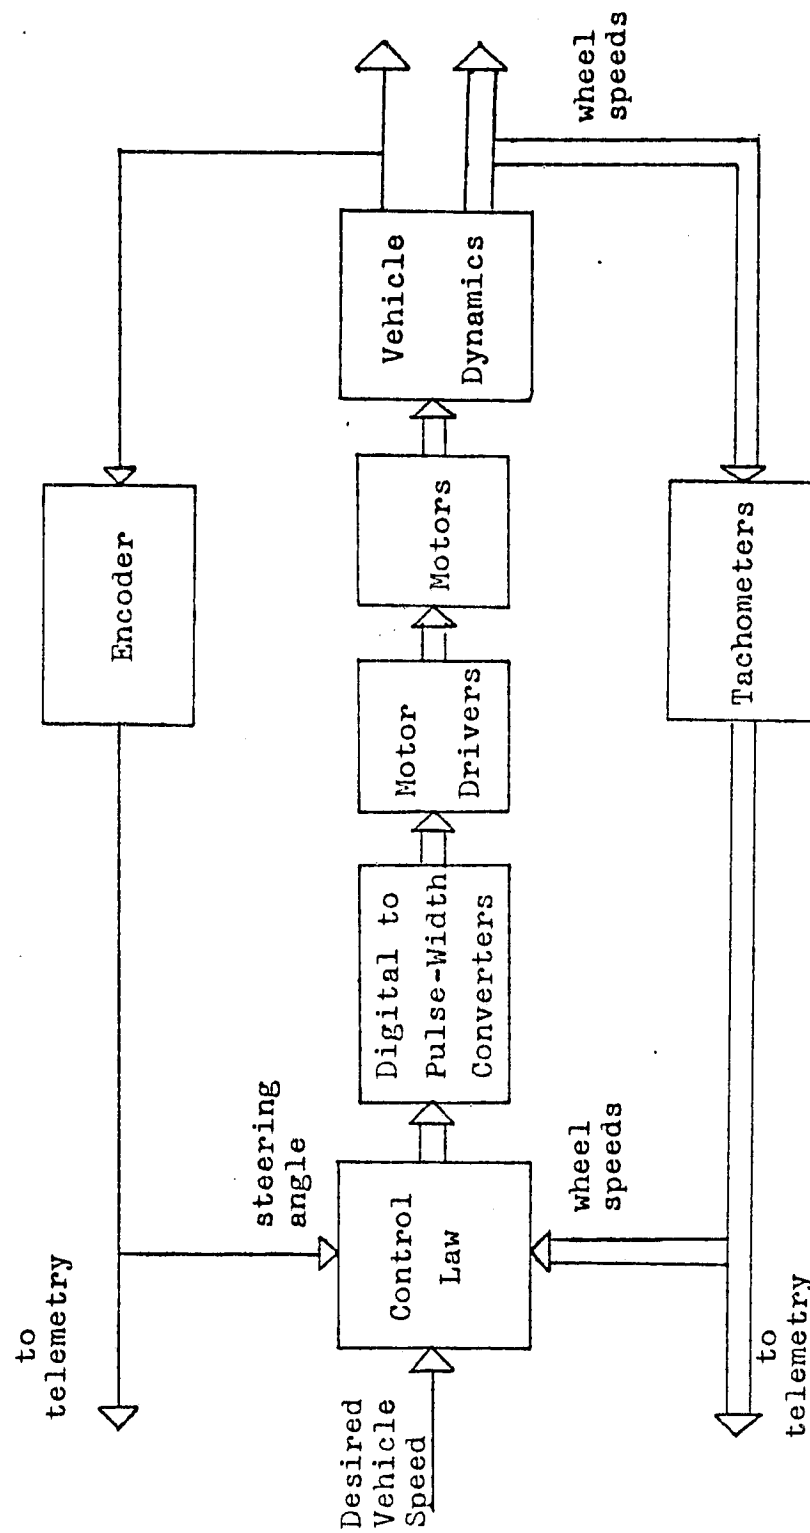 to
telemetry
Encoder
steering
angle
Desired
Vehicle
Speed
Control
Law
Digital to
Pulse-Width
Converters
Motor
Drivers
Motors
Vehicle
Dynamics
wheel
speeds
wheel
speeds
Tachometers
to
telemetry